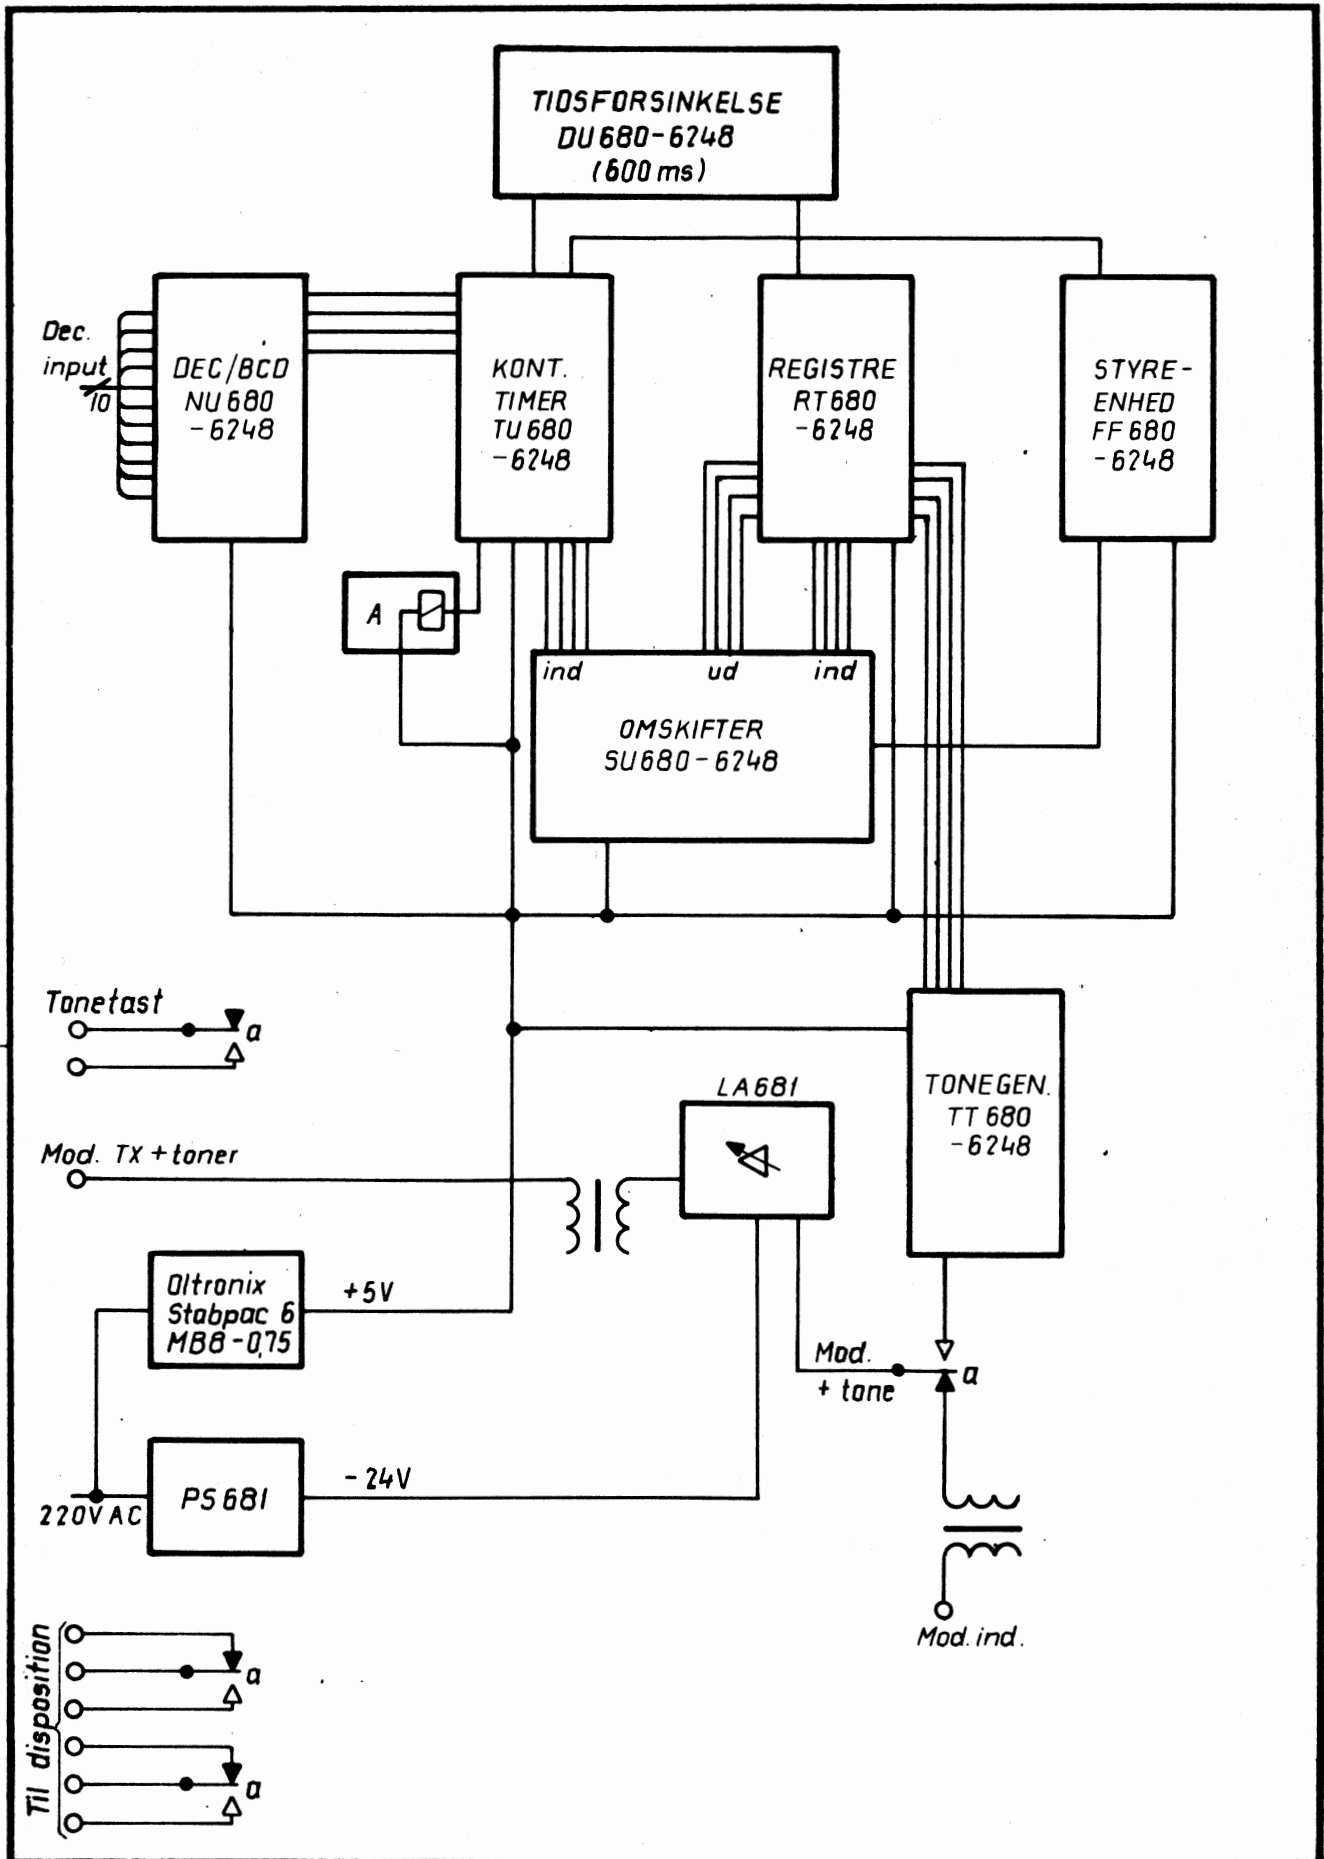 TIDSFORSINKELSE
DU680-6248
(600 ms)
Dec.
input
10
DEC/BCD
NU680
-6248
KONT.
TIMER
TU680
-6248
REGISTRE
RT680
-6248
STYRE-
ENHED
FF680
-6248
A
ind
ud
ind
OMSKIFTER
SU680-6248
Tonetast
a
LA681
TONEGEN.
TT680
-6248
Mod. TX + toner
Oltronix
Stabpac 6
MB8-0,75
+5V
Mod.
+ tone
a
PS681
-24V
220V AC
Mod. ind.
Til disposition
a
a